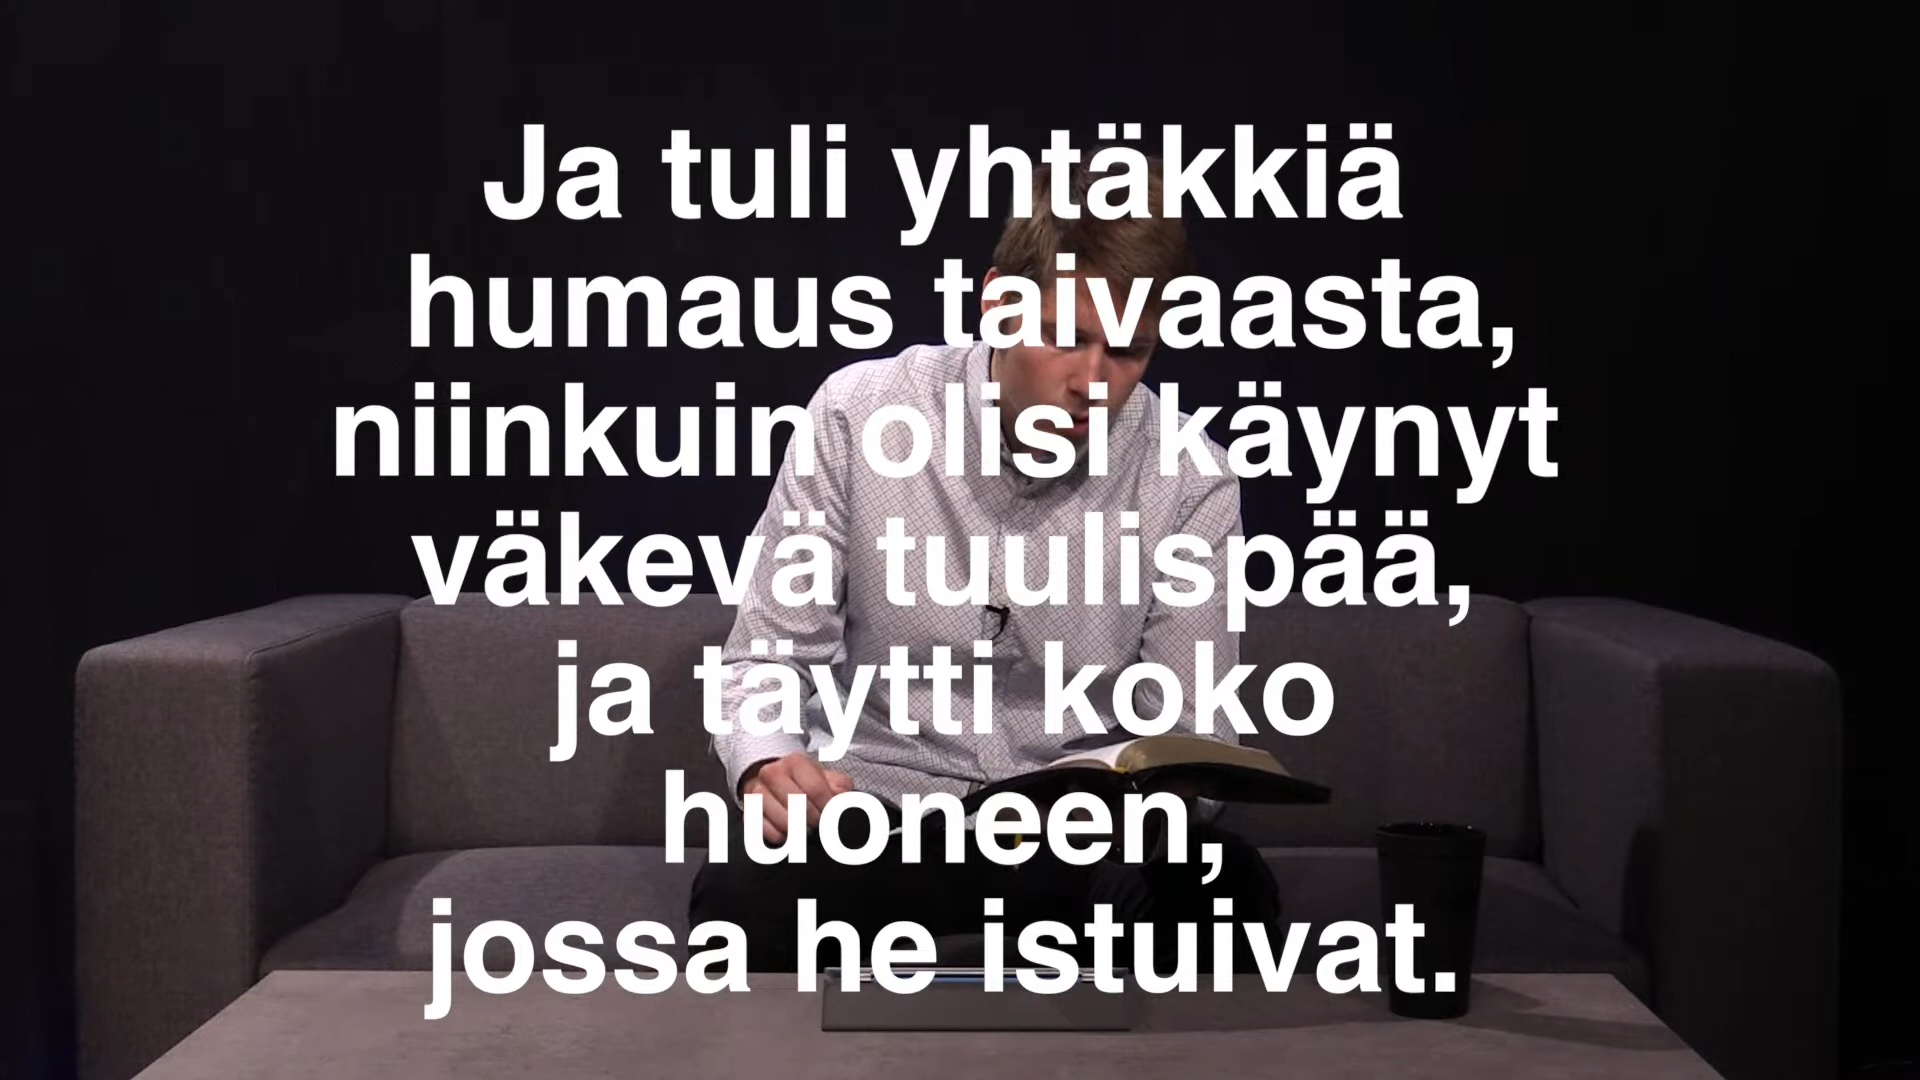 Ja tuli yhtäkkiä
humaus taivaasta,
niinkuin olisi käynyt
väkevä tuulispää,
ja täytti koko
huoneen,
jossa he istuivat.